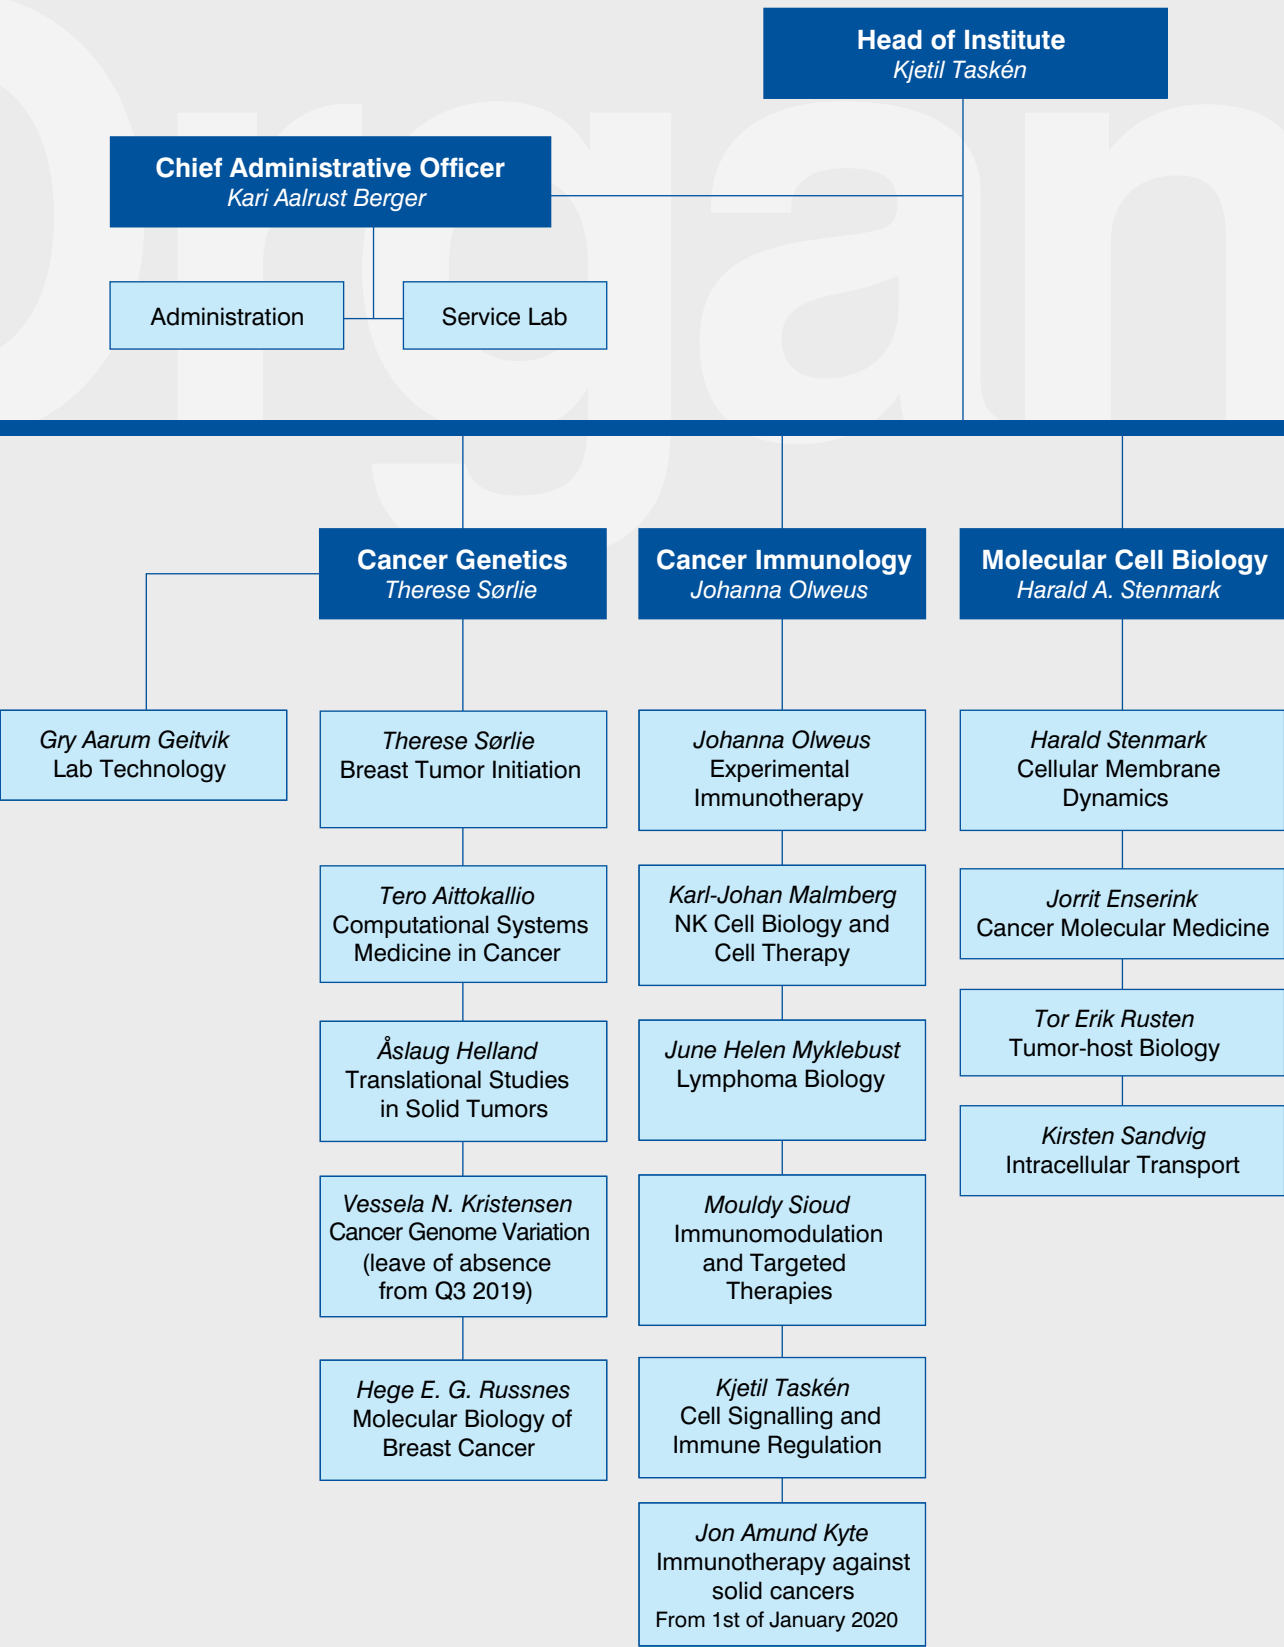 Organ
Head of Institute
Kjetil Taskén
Chief Administrative Officer
Kari Aalrust Berger
Administration
Service Lab
Cancer Genetics
Therese Sørlie
Cancer Immunology
Johanna Olweus
Molecular Cell Biology
Harald A. Stenmark
Gry Aarum Geitvik
Lab Technology
Therese Sørlie
Breast Tumor Initiation
Tero Aittokallio
Computational Systems
Medicine in Cancer
Åslaug Helland
Translational Studies
in Solid Tumors
Vessela N. Kristensen
Cancer Genome Variation
(leave of absence
from Q3 2019)
Hege E. G. Russnes
Molecular Biology of
Breast Cancer
Johanna Olweus
Experimental
Immunotherapy
Karl-Johan Malmberg
NK Cell Biology and
Cell Therapy
June Helen Myklebust
Lymphoma Biology
Mouldy Sioud
Immunomodulation
and Targeted
Therapies
Kjetil Taskén
Cell Signalling and
Immune Regulation
Jon Amund Kyte
Immunotherapy against
solid cancers
From 1st of January 2020
Harald Stenmark
Cellular Membrane
Dynamics
Jorrit Enserink
Cancer Molecular Medicine
Tor Erik Rusten
Tumor-host Biology
Kirsten Sandvig
Intracellular Transport